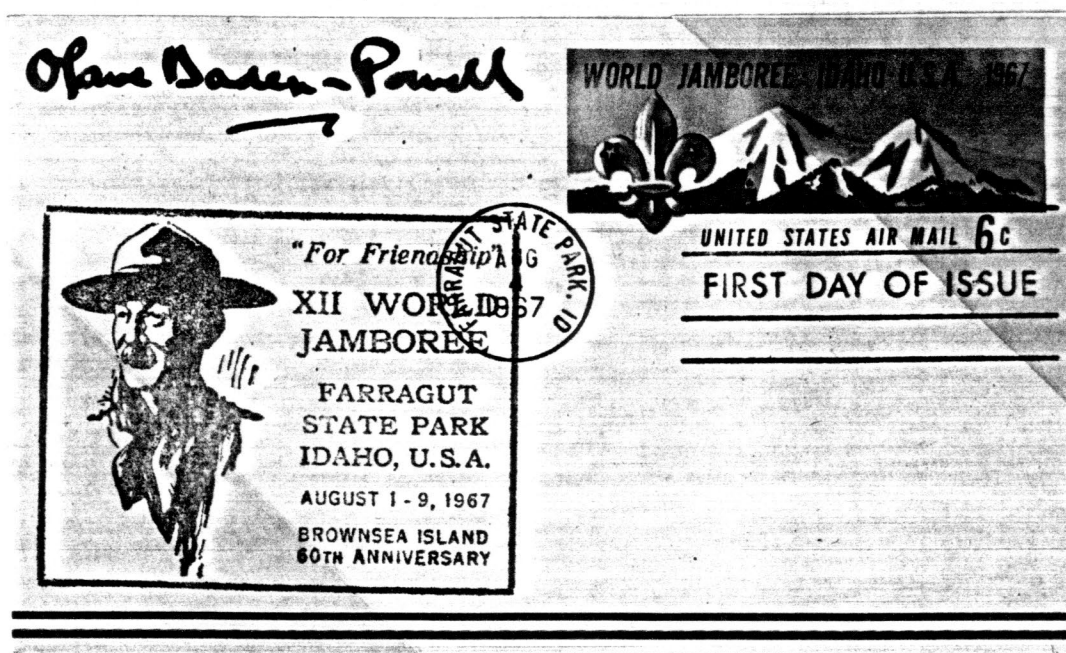 Olave Baden-Powell
WORLD JAMBOREE · IDAHO U.S.A. 1967
UNITED STATES AIR MAIL 6c
FIRST DAY OF ISSUE
FARRAGUT STATE PARK, ID
AUG
1967
"For Friendship"
XII WORLD
JAMBOREE
FARRAGUT
STATE PARK
IDAHO, U.S.A.
AUGUST 1-9, 1967
BROWNSEA ISLAND
60TH ANNIVERSARY